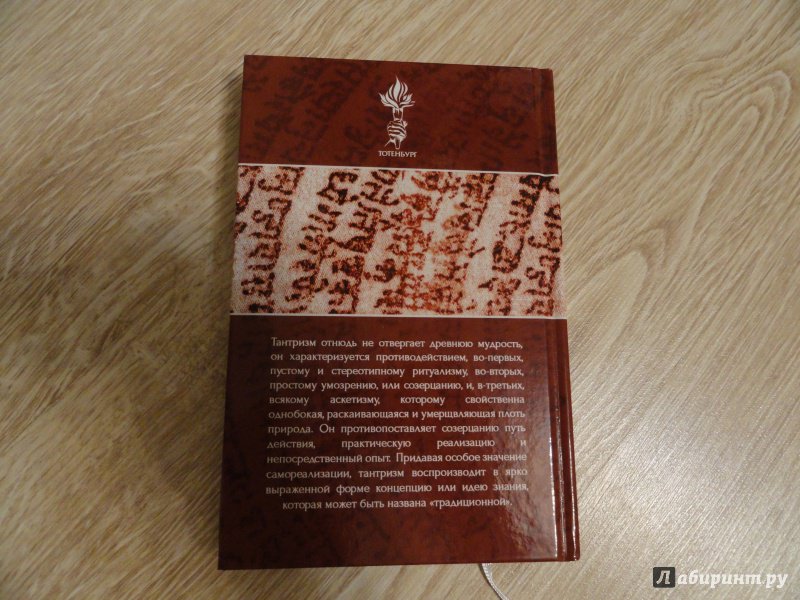 ТОТЕНБУРГ
Тантризм отнюдь не отвергает древнюю мудрость,
он характеризуется противодействием, во-первых,
пустому и стереотипному ритуализму, во-вторых,
простому умозрению, или созерцанию, и, в-третьих,
всякому аскетизму, которому свойственна
однобокая, раскаивающаяся и умерщвляющая плоть
природа. Он противопоставляет созерцанию путь
действия, практическую реализацию и
непосредственный опыт. Придавая особое значение
самореализации, тантризм воспроизводит в ярко
выраженной форме концепцию или идею знания,
которая может быть названа «традиционной».
Лабиринт.ру